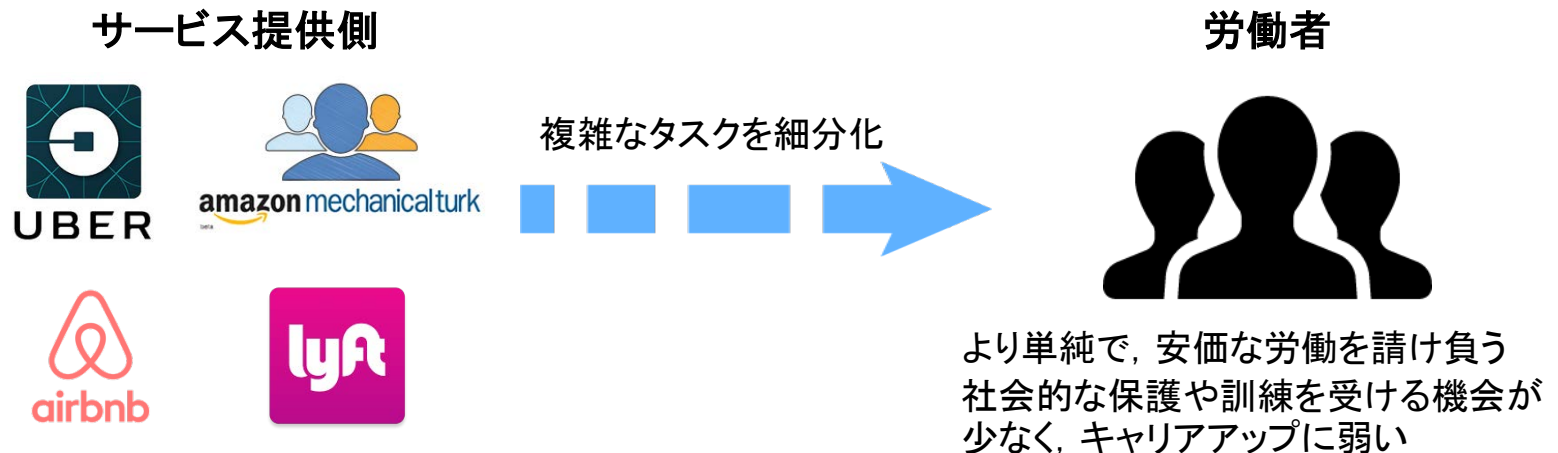 サービス提供側
労働者
複雑なタスクを細分化
UBER
amazon mechanical turk
beta
airbnb
lyft
より単純で, 安価な労働を請け負う
社会的な保護や訓練を受ける機会が
少なく, キャリアアップに弱い